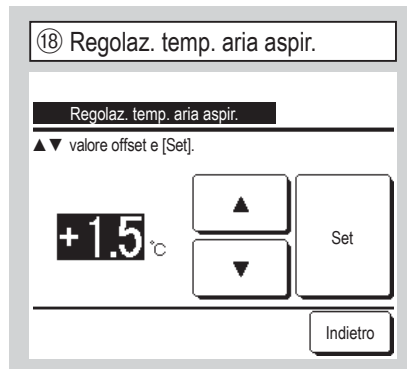 ⑱ Regolaz. temp. aria aspir.
Regolaz. temp. aria aspir.
▲▼ valore offset e [Set].
+1.5 °C
▲
▼
Set
Indietro